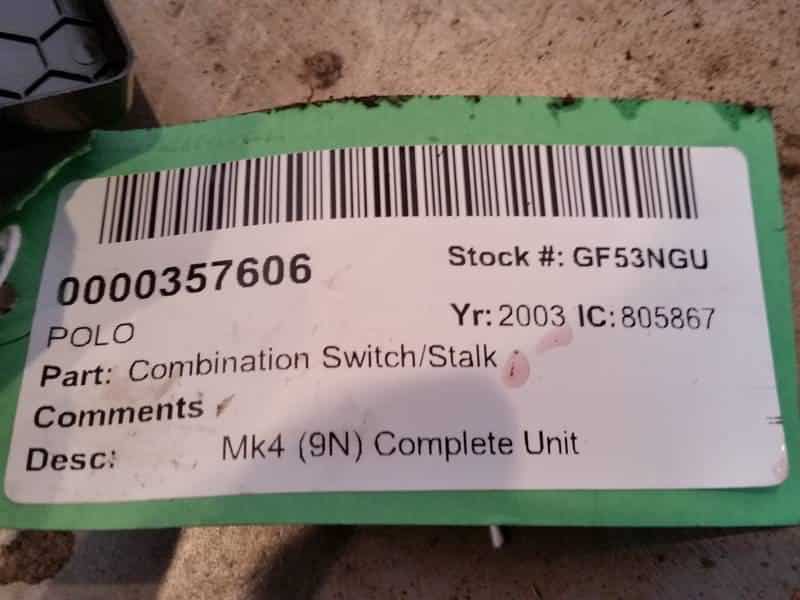 0000357606 Stock #: GF53NGU
POLO Yr: 2003 IC: 805867
Part: Combination Switch/Stalk
Comments
Desc: Mk4 (9N) Complete Unit